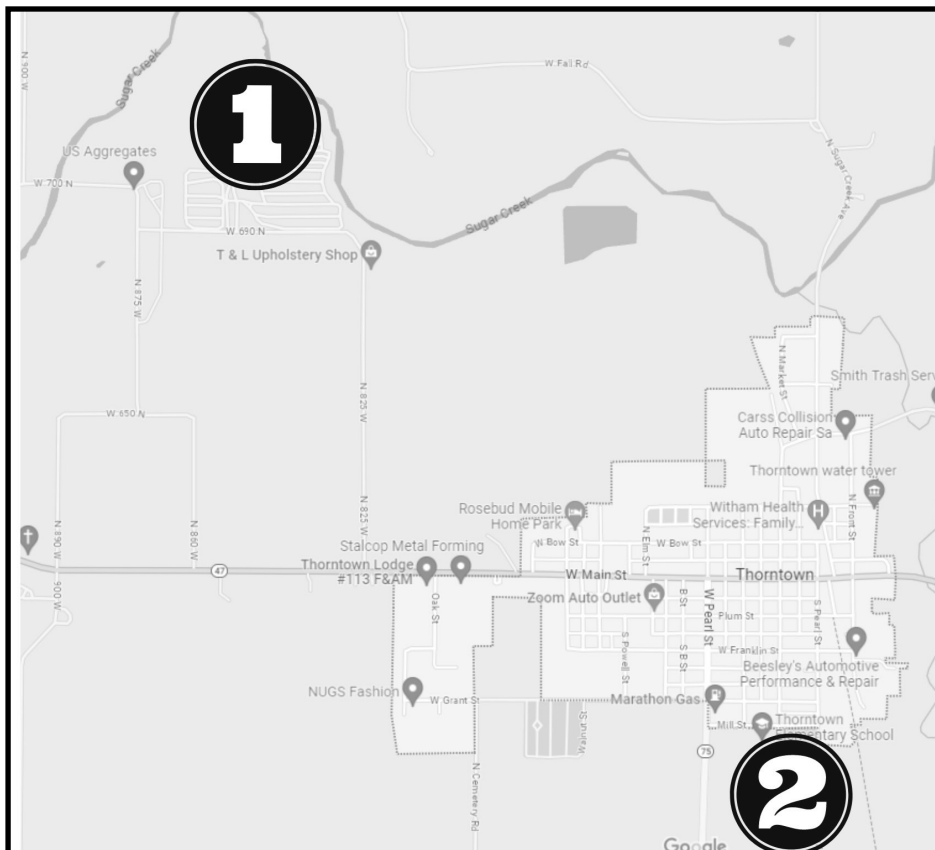 N 900 W
Sugar Creek
1
W Fall Rd
US Aggregates
W 700 N
N Sugar Creek Ave
Sugar Creek
W 690 N
T & L Upholstery Shop
N 875 W
N Market St
Smith Trash Serv
N 825 W
W 650 N
Carss Collision
Auto Repair Sa
Thorntown water tower
Rosebud Mobile
Home Park
Witham Health
Services: Family...
N Front St
N 825 W
N 890 W
N 880 W
N Elm St
N Bow St
W Bow St
Stalcop Metal Forming
Thorntown Lodge
#113 F&AM
47
W Main St
Thorntown
900 W
Oak St
Zoom Auto Outlet
B St
W Pearl St
Plum St
S Pearl St
S Powell St
S B St
W Franklin St
Beesley's Automotive
Performance & Repair
NUGS Fashion
W Grant St
Marathon Gas
Walnut St
Mill St
Thorntown
Elementary School
75
2
N Cemetery Rd
Google